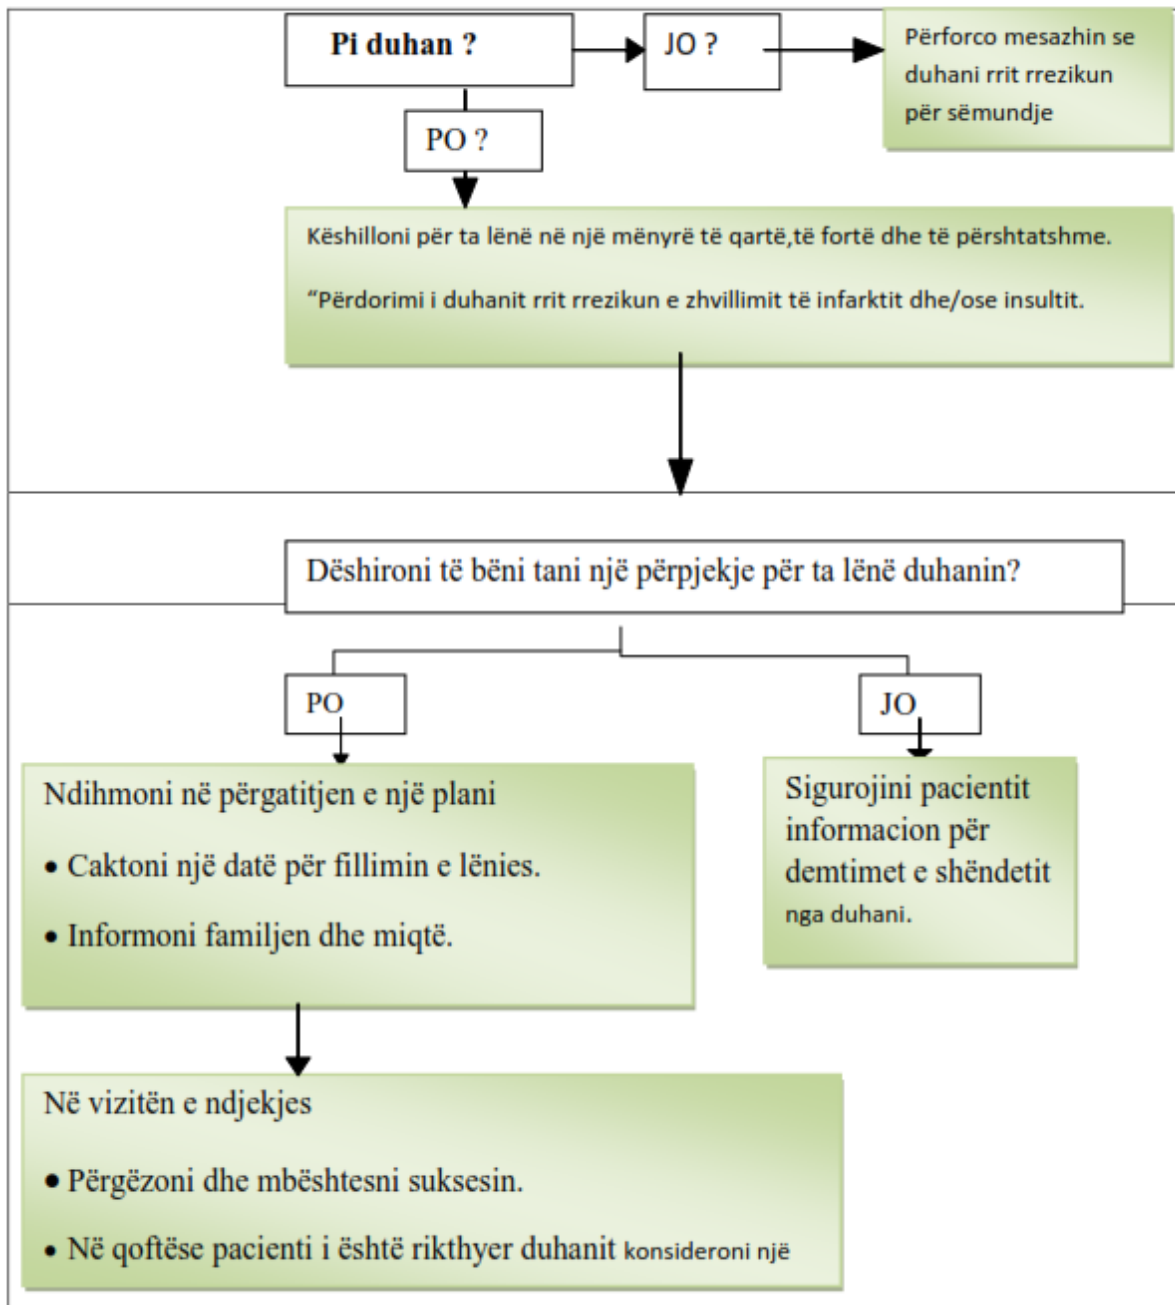 Pi duhan ?
JO ?
Përforco mesazhin se
duhani rrit rrezikun
për sëmundje
PO ?
Këshilloni për ta lënë në një mënyrë të qartë,të fortë dhe të përshtatshme.
“Përdorimi i duhanit rrit rrezikun e zhvillimit të infarktit dhe/ose insultit.
Dëshironi të bëni tani një përpjekje për ta lënë duhanin?
PO
JO
Ndihmoni në përgatitjen e një plani
• Caktoni një datë për fillimin e lënies.
• Informoni familjen dhe miqtë.
Sigurojini pacientit
informacion për
demtimet e shëndetit
nga duhani.
Në vizitën e ndjekjes
• Përgëzoni dhe mbështesni suksesin.
• Në qoftëse pacienti i është rikthyer duhanit konsideroni një